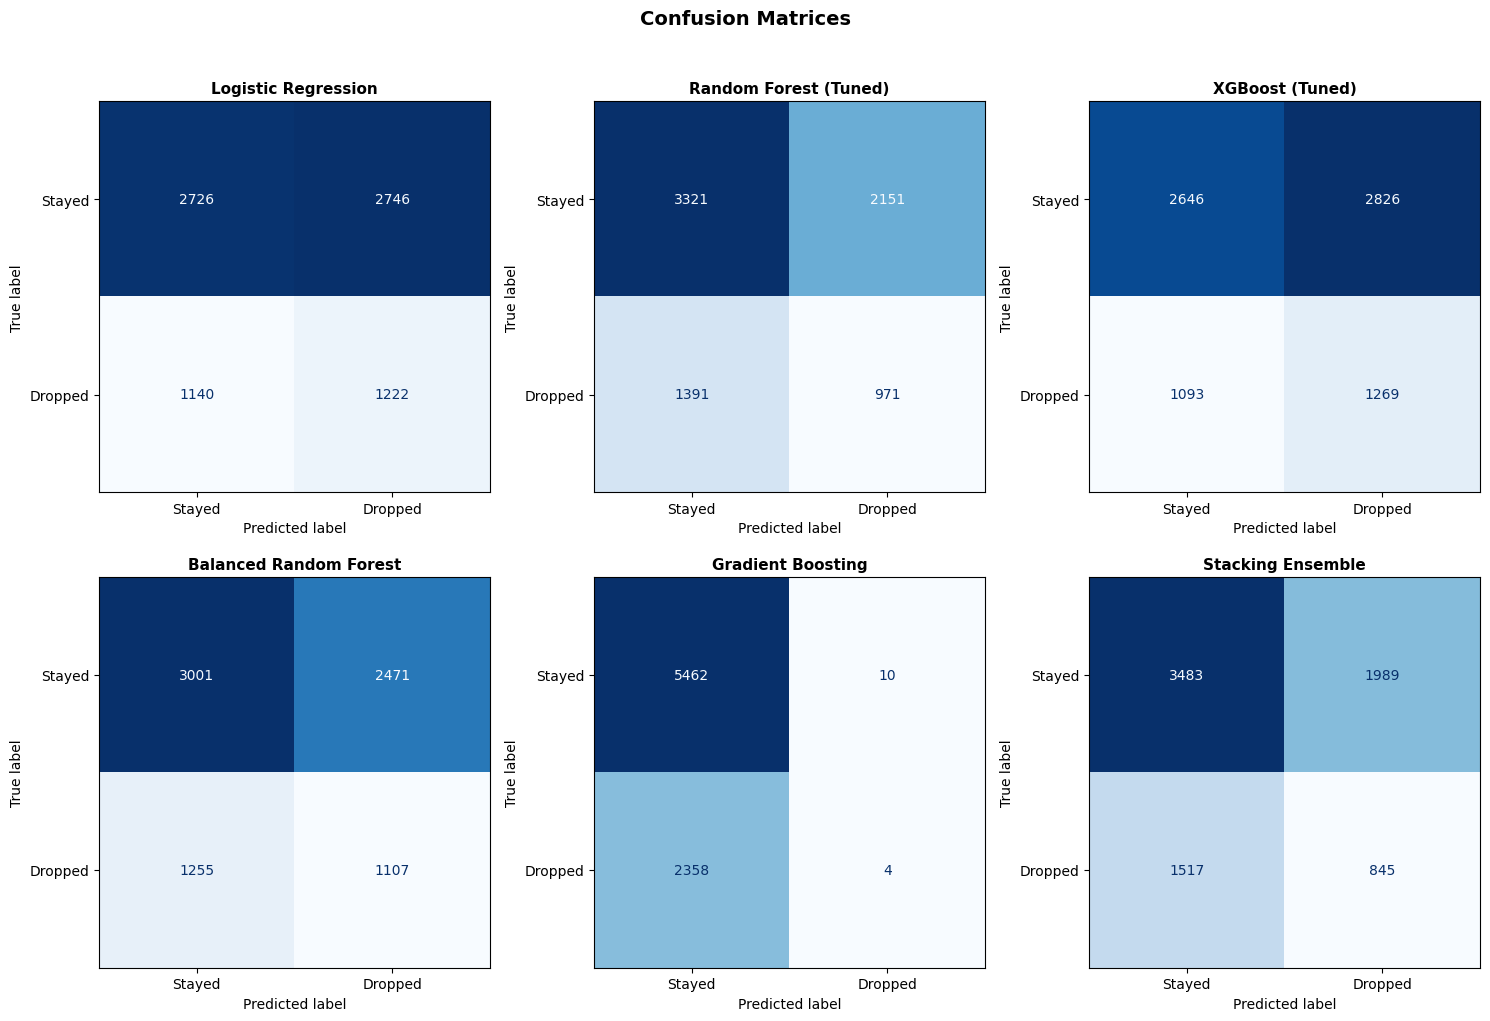 Confusion Matrices
Logistic Regression
True label
Stayed
2726 2746
Dropped
1140 1222
Stayed Dropped
Predicted label
Random Forest (Tuned)
True label
Stayed
3321 2151
Dropped
1391 971
Stayed Dropped
Predicted label
XGBoost (Tuned)
True label
Stayed
2646 2826
Dropped
1093 1269
Stayed Dropped
Predicted label
Balanced Random Forest
True label
Stayed
3001 2471
Dropped
1255 1107
Stayed Dropped
Predicted label
Gradient Boosting
True label
Stayed
5462 10
Dropped
2358 4
Stayed Dropped
Predicted label
Stacking Ensemble
True label
Stayed
3483 1989
Dropped
1517 845
Stayed Dropped
Predicted label